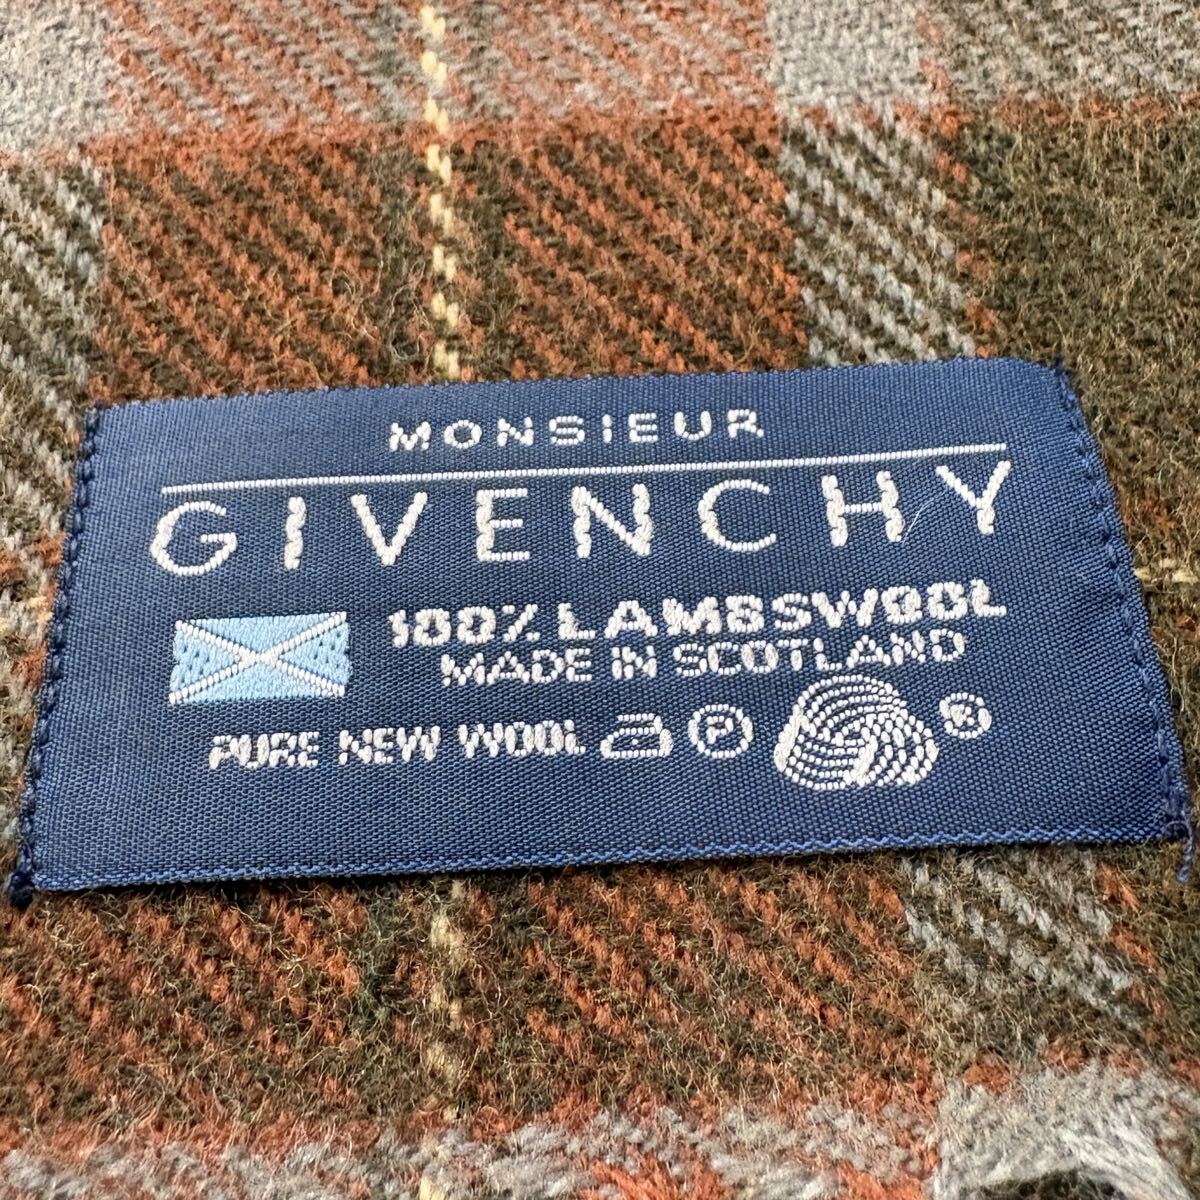 MONSIEUR
GIVENCHY
100% LAMBSWOOL
MADE IN SCOTLAND
PURE NEW WOOL P ®